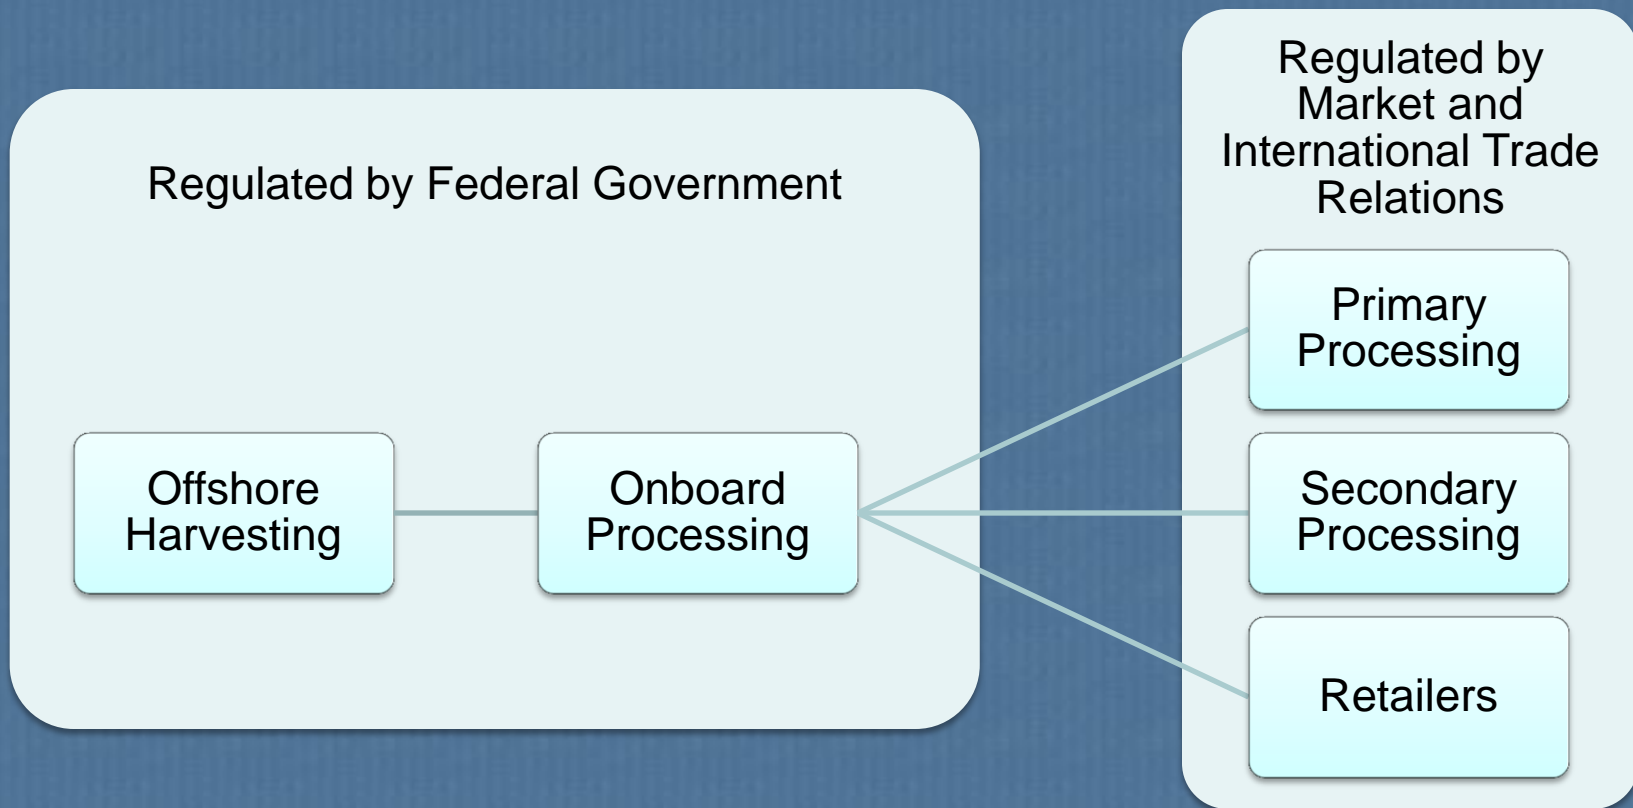 Regulated by Federal Government
Offshore
Harvesting
Onboard
Processing
Regulated by
Market and
International Trade
Relations
Primary
Processing
Secondary
Processing
Retailers